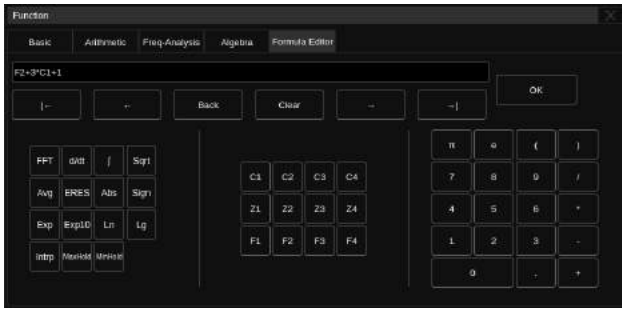 Function
Basic Arithmetic Freq-Analysis Algebra Formula Editor
F2+3*C1+1
OK
|← ← Back Clear → →|
FFT d/dt ∫ Sqrt
Avg ERES Abs Sign
Exp Exp10 Ln Lg
Intrp MaxHold MinHold
C1 C2 C3 C4
Z1 Z2 Z3 Z4
F1 F2 F3 F4
π e ( )
7 8 9 /
4 5 6 *
1 2 3 -
0 . +